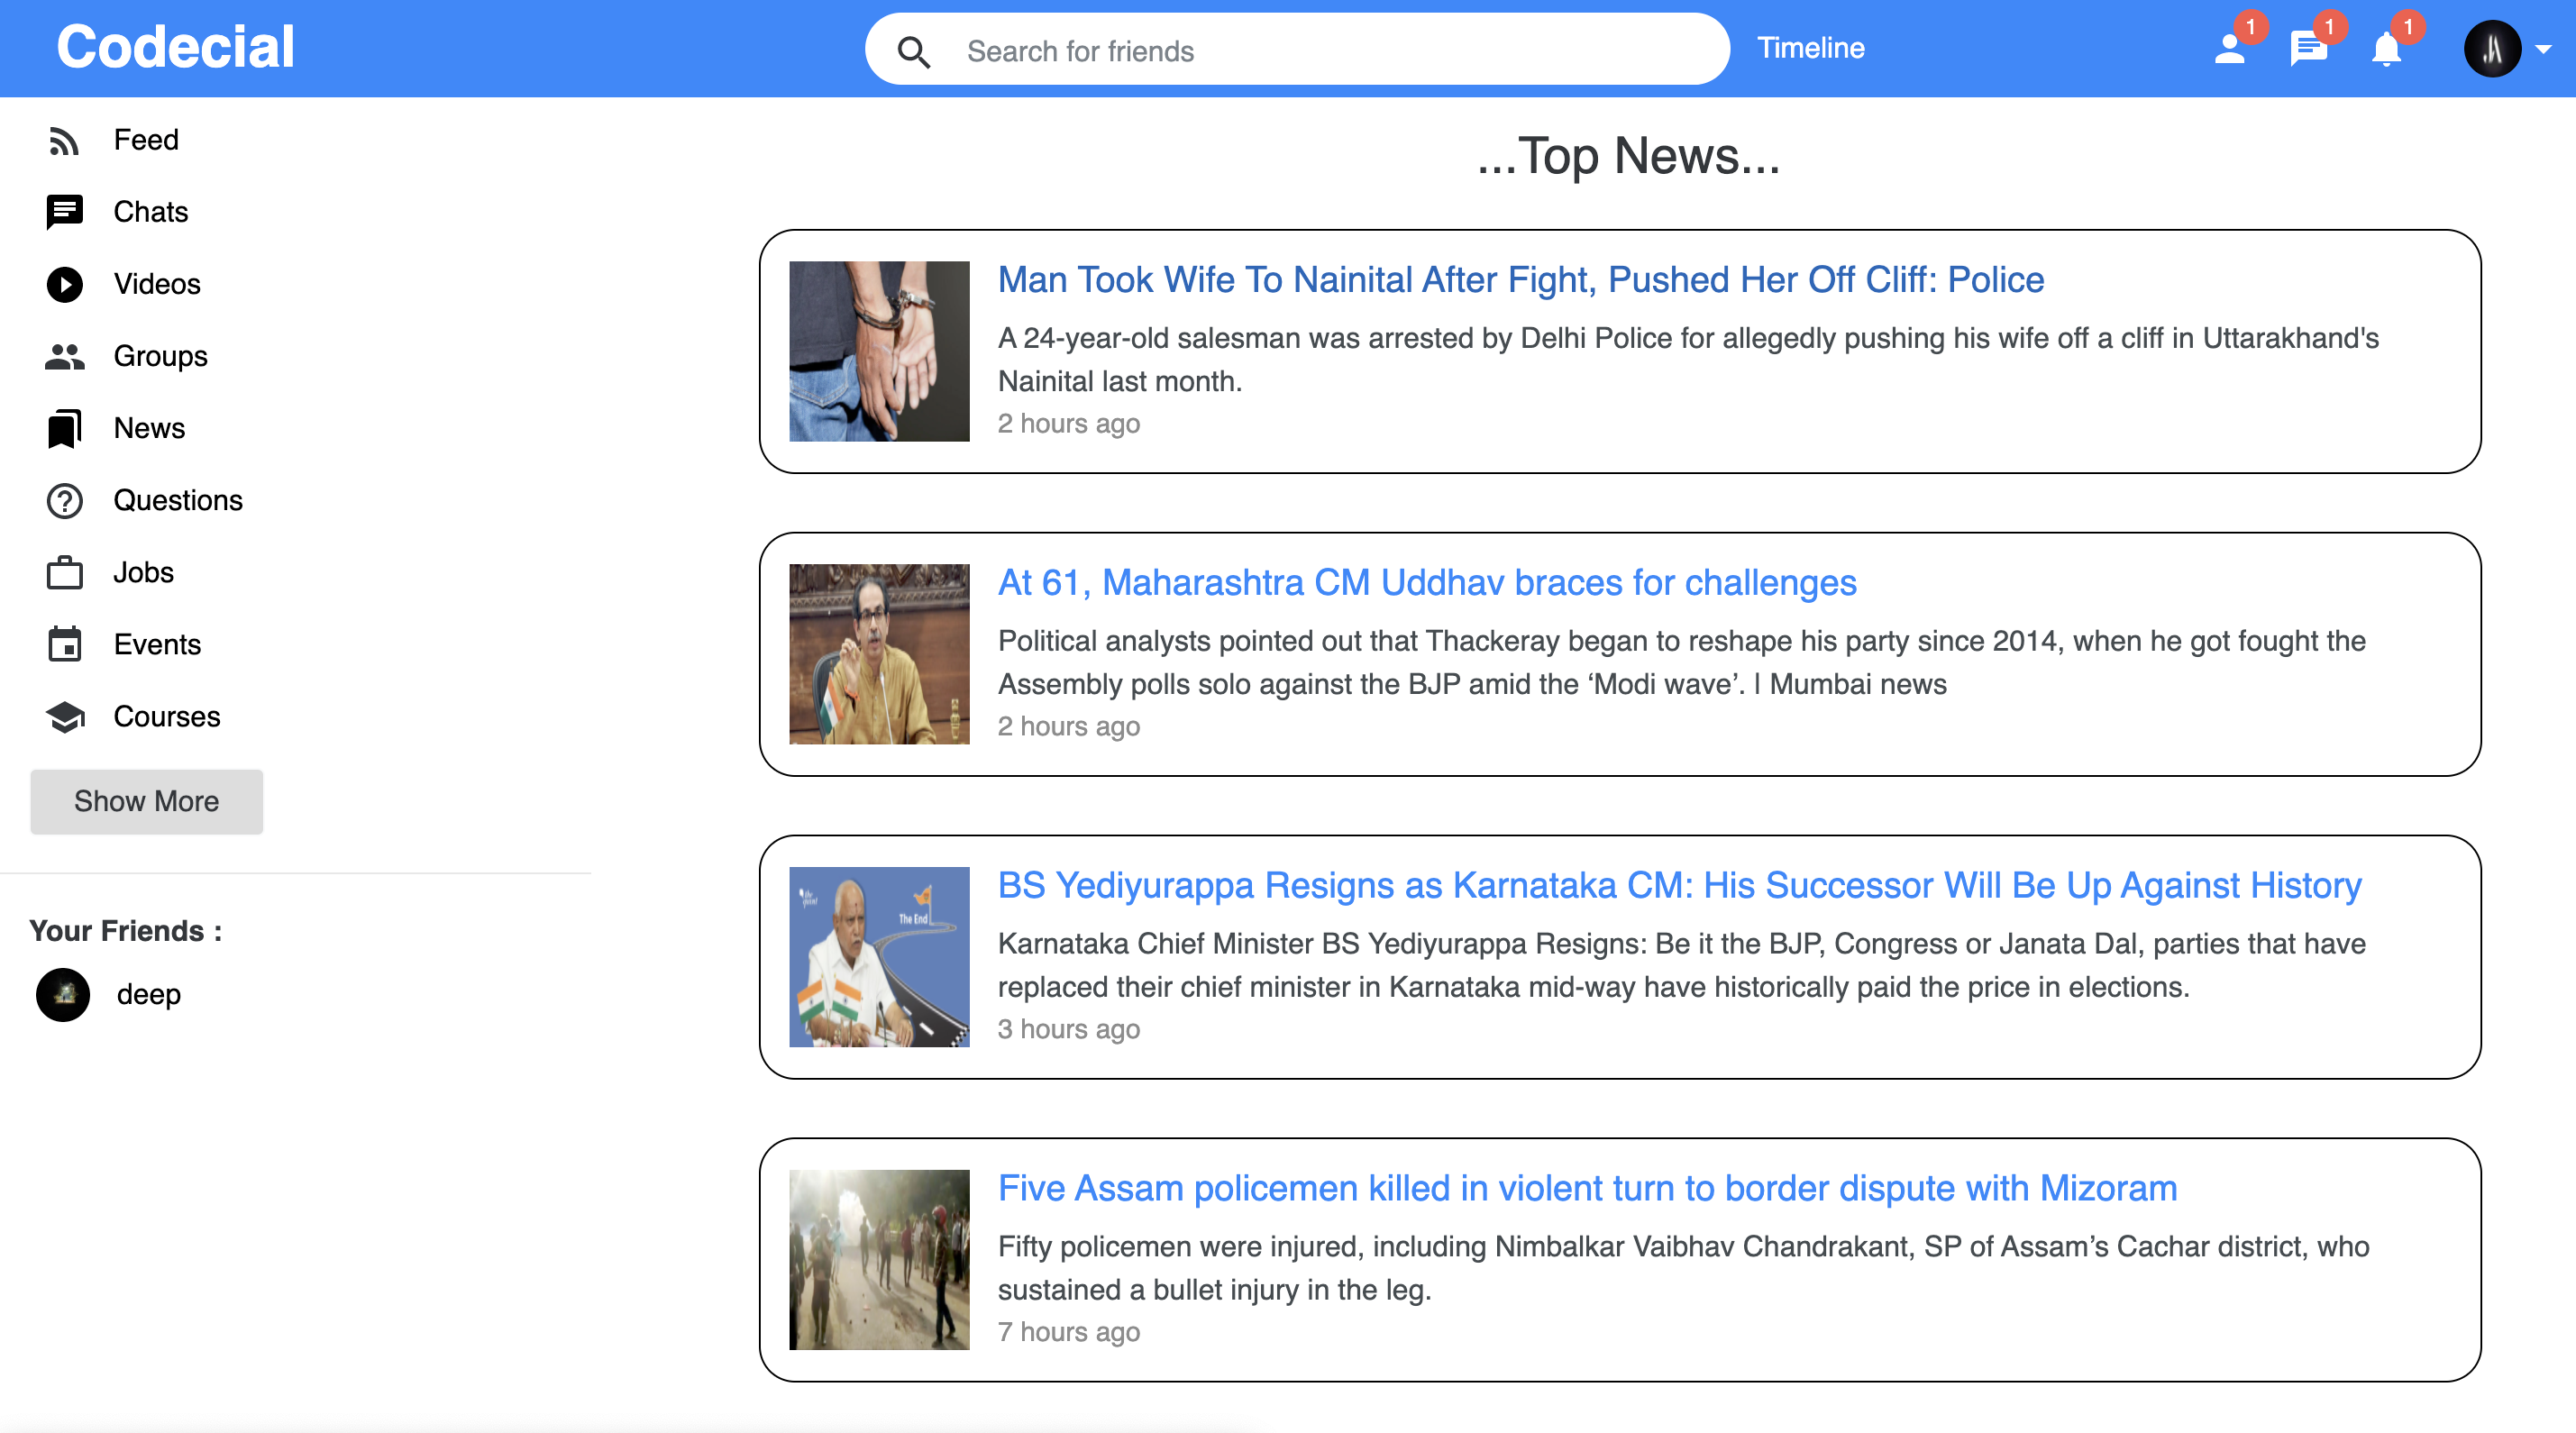 Codecial
Search for friends
Timeline
1
1
1
JA
Feed
Chats
Videos
Groups
News
Questions
Jobs
Events
Courses
Show More
Your Friends :
deep
...Top News...
Man Took Wife To Nainital After Fight, Pushed Her Off Cliff: Police
A 24-year-old salesman was arrested by Delhi Police for allegedly pushing his wife off a cliff in Uttarakhand's
Nainital last month.
2 hours ago
At 61, Maharashtra CM Uddhav braces for challenges
Political analysts pointed out that Thackeray began to reshape his party since 2014, when he got fought the
Assembly polls solo against the BJP amid the ‘Modi wave’. | Mumbai news
2 hours ago
the quint
The End
BS Yediyurappa Resigns as Karnataka CM: His Successor Will Be Up Against History
Karnataka Chief Minister BS Yediyurappa Resigns: Be it the BJP, Congress or Janata Dal, parties that have
replaced their chief minister in Karnataka mid-way have historically paid the price in elections.
3 hours ago
Five Assam policemen killed in violent turn to border dispute with Mizoram
Fifty policemen were injured, including Nimbalkar Vaibhav Chandrakant, SP of Assam’s Cachar district, who
sustained a bullet injury in the leg.
7 hours ago